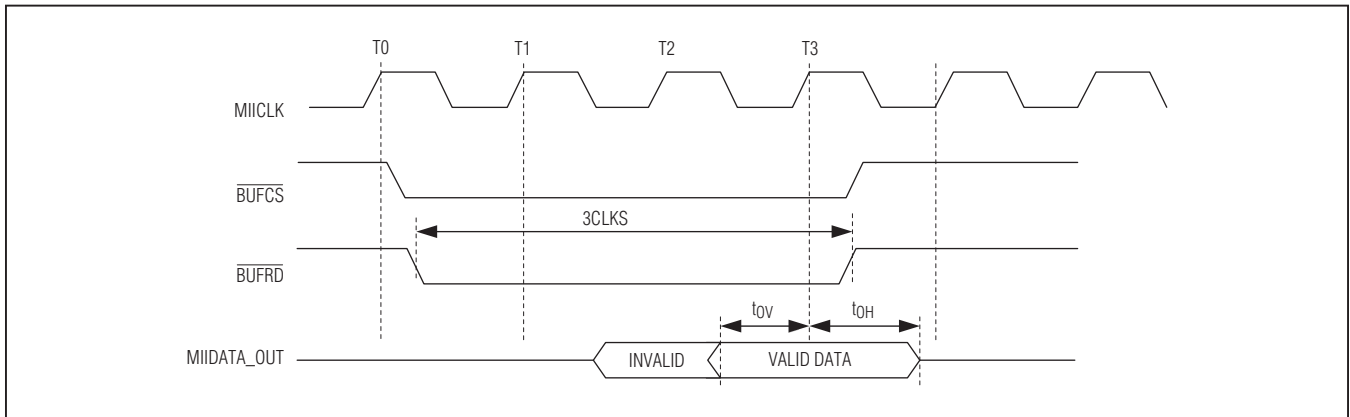 T0 T1 T2 T3
MIICLK
BUFCS
3CLKS
BUFRD
tOV tOH
MIIDATA_OUT INVALID VALID DATA